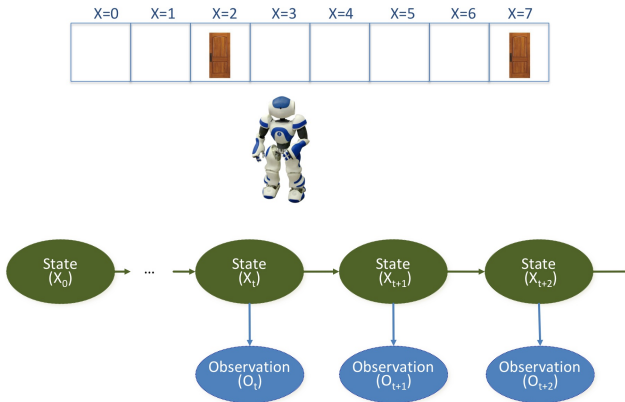 X=0 X=1 X=2 X=3 X=4 X=5 X=6 X=7
State State State State
(X₀) ... (Xₜ) (Xₜ₊₁) (Xₜ₊₂)
Observation Observation Observation
(Oₜ) (Oₜ₊₁) (Oₜ₊₂)